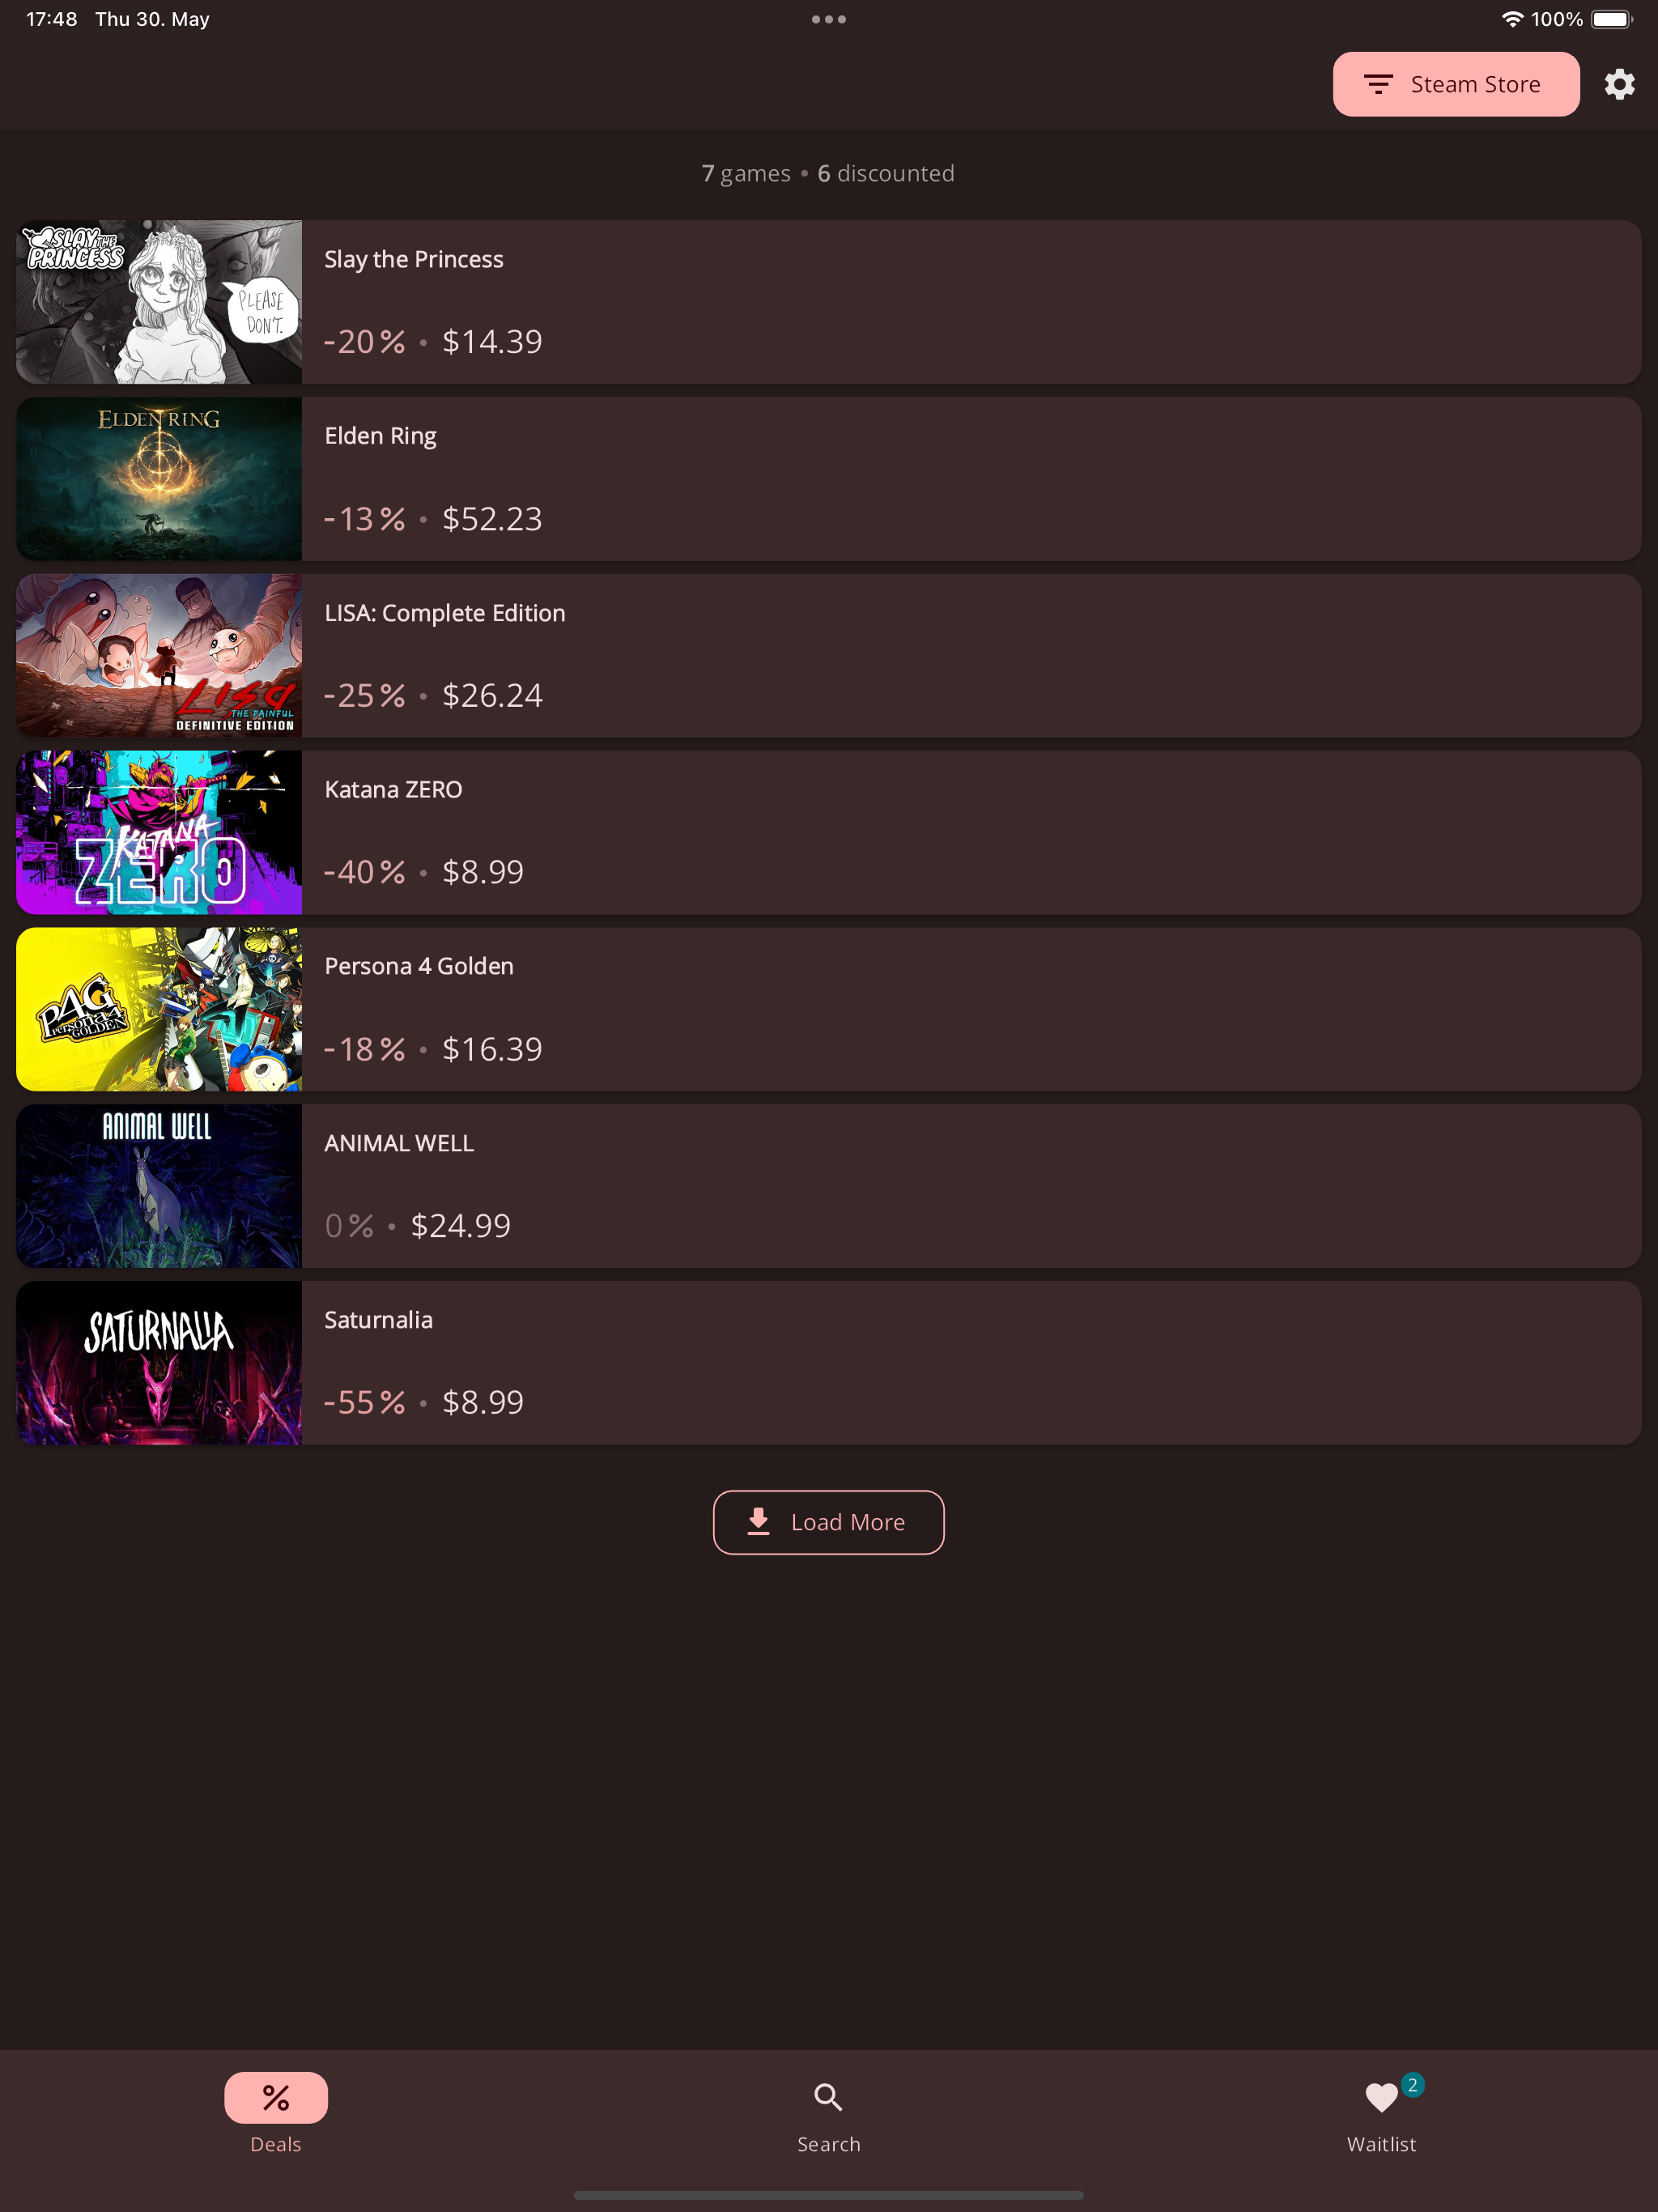 17:48 Thu 30. May 100%
Steam Store
7 games • 6 discounted
SLAY THE
PRINCESS
PLEASE
DON'T.
Slay the Princess
-20% • $14.39
ELDEN RING
Elden Ring
-13% • $52.23
LISA: Complete Edition
LISA
THE PAINFUL
DEFINITIVE EDITION
-25% • $26.24
Katana ZERO
KATANA
ZERO
-40% • $8.99
Persona 4 Golden
P4G
Persona 4
GOLDEN
-18% • $16.39
ANIMAL WELL
ANIMAL WELL
0% • $24.99
SATURNALIA
Saturnalia
-55% • $8.99
Load More
2
Deals
Search
Waitlist